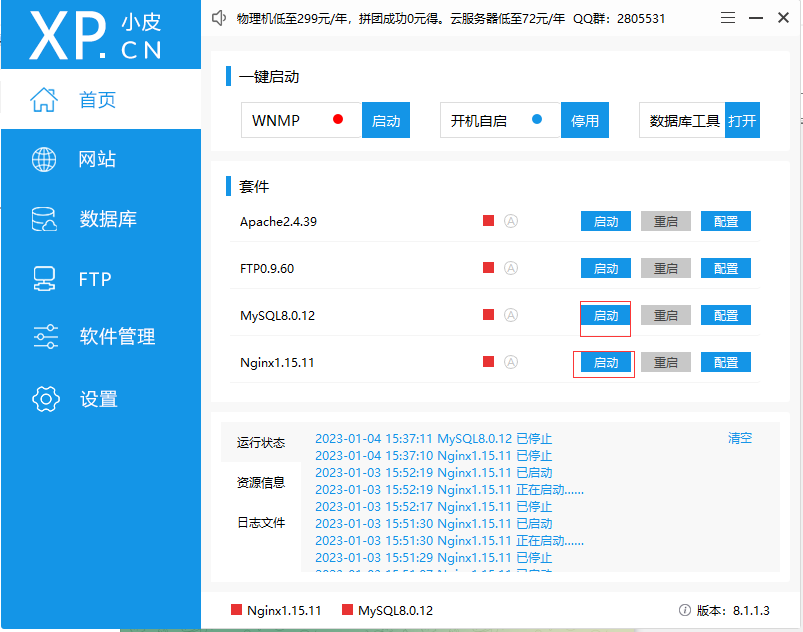 XP.小皮CN
物理机低至299元/年，拼团成功0元得。云服务器低至72元/年 QQ群：2805531
首页
网站
数据库
FTP
软件管理
设置
一键启动
WNMP 启动 开机自启 停用 数据库工具 打开
套件
Apache2.4.39 启动 重启 配置
FTP0.9.60 启动 重启 配置
MySQL8.0.12 启动 重启 配置
Nginx1.15.11 启动 重启 配置
运行状态
资源信息
日志文件
2023-01-04 15:37:11 MySQL8.0.12 已停止
2023-01-04 15:37:10 Nginx1.15.11 已停止
2023-01-03 15:52:19 Nginx1.15.11 已启动
2023-01-03 15:52:19 Nginx1.15.11 正在启动......
2023-01-03 15:52:17 Nginx1.15.11 已停止
2023-01-03 15:51:30 Nginx1.15.11 已启动
2023-01-03 15:51:30 Nginx1.15.11 正在启动......
2023-01-03 15:51:29 Nginx1.15.11 已停止
清空
Nginx1.15.11 MySQL8.0.12 版本：8.1.1.3